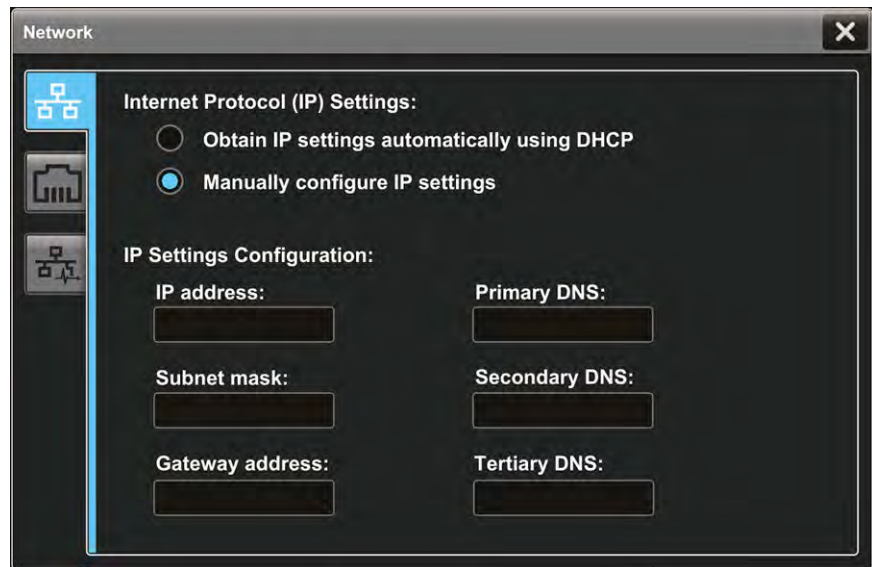 Network
Internet Protocol (IP) Settings:
Obtain IP settings automatically using DHCP
Manually configure IP settings
IP Settings Configuration:
IP address:
Primary DNS:
Subnet mask:
Secondary DNS:
Gateway address:
Tertiary DNS: